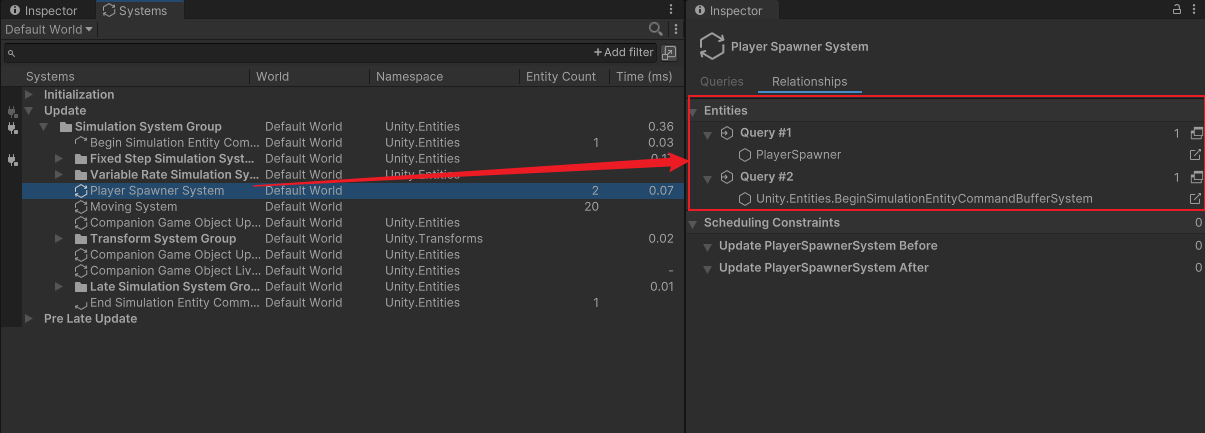 Inspector
Systems
Default World
Add filter
Systems World Namespace Entity Count Time (ms)
Initialization
Update
Simulation System Group Default World Unity.Entities 0.36
Begin Simulation Entity Com... Default World Unity.Entities 1 0.03
Fixed Step Simulation Syst... Default World Unity.Entities
Variable Rate Simulation Sy... Default World Unity.Entities
Player Spawner System Default World 2 0.07
Moving System Default World 20
Companion Game Object Up... Default World Unity.Entities
Transform System Group Default World Unity.Transforms 0.02
Companion Game Object Up... Default World Unity.Entities
Companion Game Object Liv... Default World Unity.Entities -
Late Simulation System Gro... Default World Unity.Entities 0.01
End Simulation Entity Comm... Default World Unity.Entities 1
Pre Late Update
Inspector
Player Spawner System
Queries Relationships
Entities
Query #1 1
PlayerSpawner
Query #2 1
Unity.Entities.BeginSimulationEntityCommandBufferSystem
Scheduling Constraints 0
Update PlayerSpawnerSystem Before 0
Update PlayerSpawnerSystem After 0